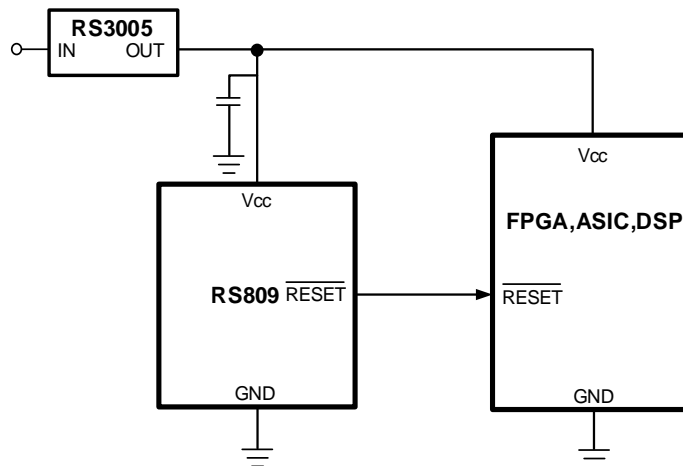 RS3005
IN OUT
Vcc
RS809 RESET
GND
Vcc
FPGA,ASIC,DSP
RESET
GND